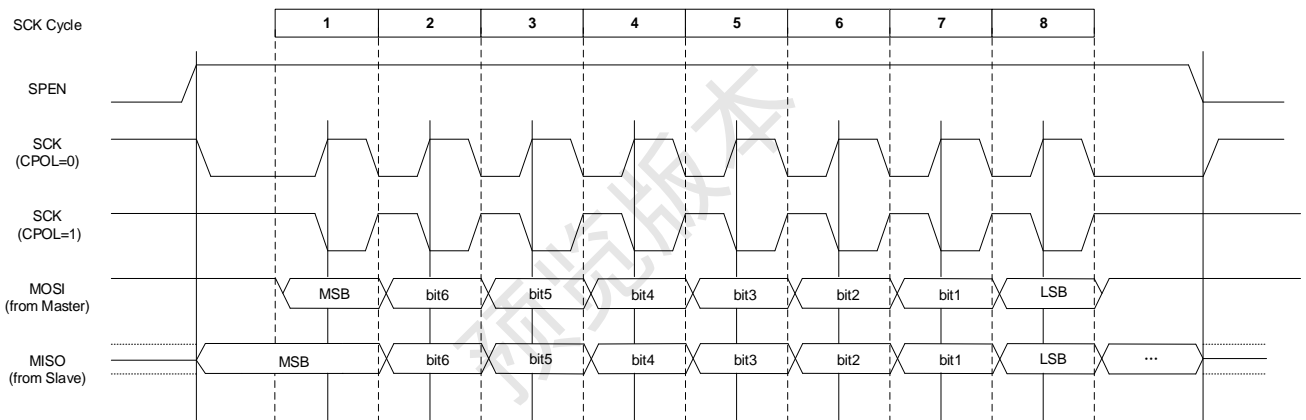 SCK Cycle 1 2 3 4 5 6 7 8
SPEN
SCK
(CPOL=0)
SCK
(CPOL=1)
MOSI
(from Master)
MSB bit6 bit5 bit4 bit3 bit2 bit1 LSB
MISO
(from Slave)
MSB bit6 bit5 bit4 bit3 bit2 bit1 LSB ...
预览版本